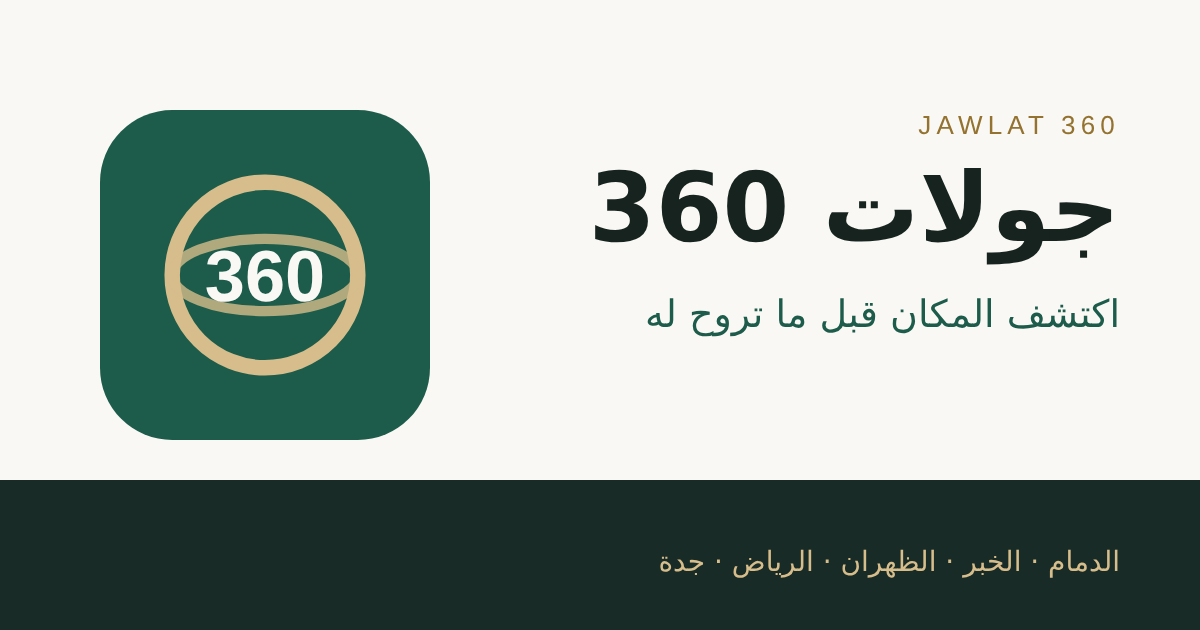 JAWLAT 360
جولات 360
اكتشف المكان قبل ما تروح له
360
الدمام · الخبر · الظهران · الرياض · جدة